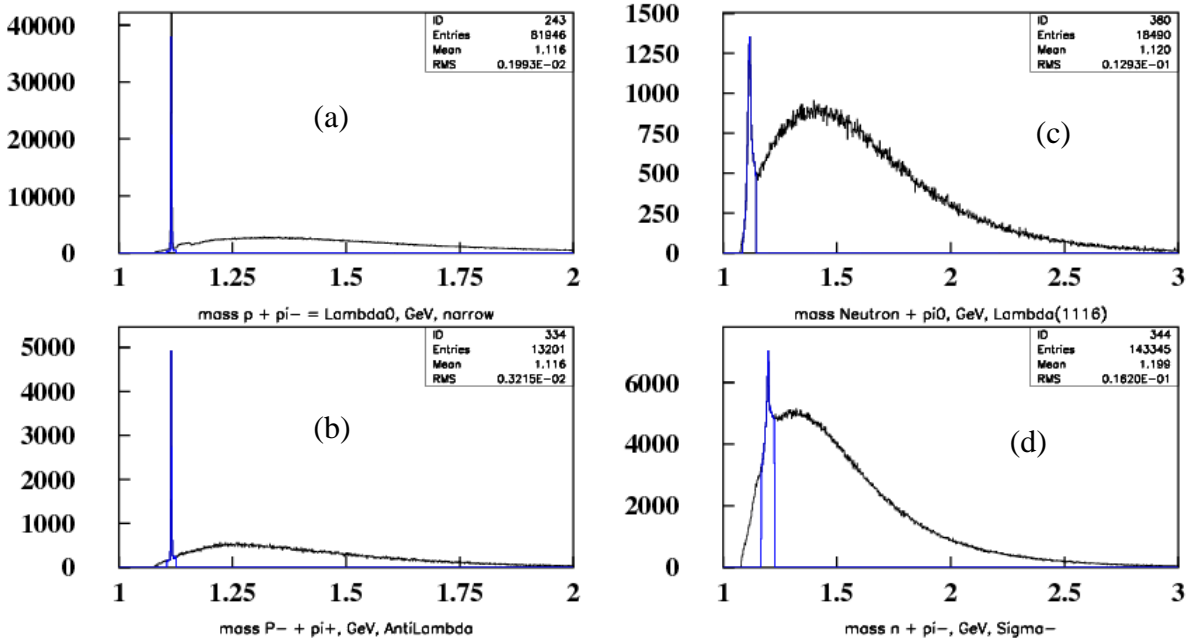 40000
30000
20000
10000
0
1 1.25 1.5 1.75 2
ID 243
Entries 81946
Mean 1.116
RMS 0.1993E-02
(a)
mass p + pi- = Lambda0, GeV, narrow
1500
1250
1000
750
500
250
0
1 1.5 2 2.5 3
ID 380
Entries 18490
Mean 1.120
RMS 0.1293E-01
(c)
mass Neutron + pi0, GeV, Lambda(1116)
5000
4000
3000
2000
1000
0
1 1.25 1.5 1.75 2
ID 334
Entries 13201
Mean 1.116
RMS 0.3215E-02
(b)
mass P- + pi+, GeV, AntiLambda
6000
4000
2000
0
1 1.5 2 2.5 3
ID 344
Entries 143345
Mean 1.199
RMS 0.1620E-01
(d)
mass n + pi-, GeV, Sigma-